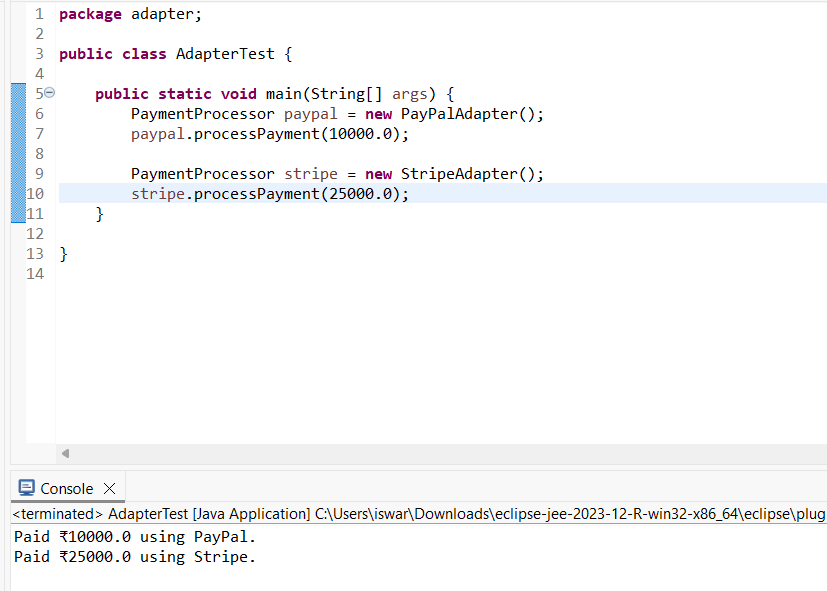 1 package adapter;
2
3 public class AdapterTest {
4
5 public static void main(String[] args) {
6 PaymentProcessor paypal = new PayPalAdapter();
7 paypal.processPayment(10000.0);
8
9 PaymentProcessor stripe = new StripeAdapter();
10 stripe.processPayment(25000.0);
11 }
12
13 }
14
Console
<terminated> AdapterTest [Java Application] C:\Users\iswar\Downloads\eclipse-jee-2023-12-R-win32-x86_64\eclipse\plug
Paid ₹10000.0 using PayPal.
Paid ₹25000.0 using Stripe.